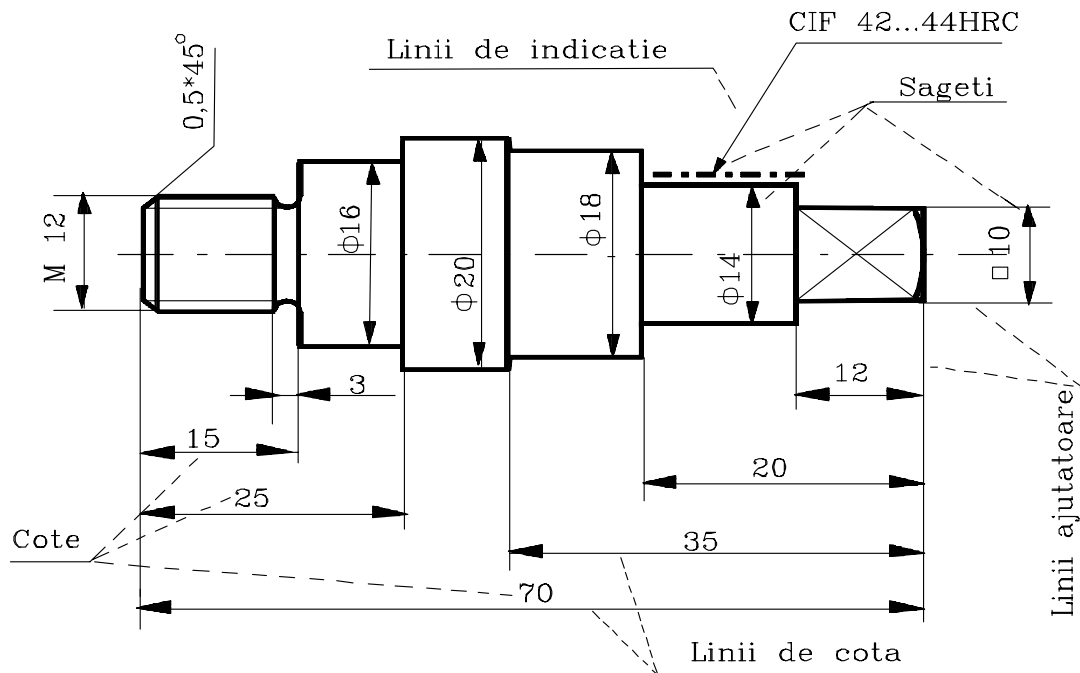 CIF 42...44HRC
Linii de indicatie
Sageti
0,5*45°
M 12
ϕ16
ϕ20
ϕ18
ϕ14
□ 10
3
12
15
20
25
Cote
35
70
Linii ajutatoare
Linii de cota